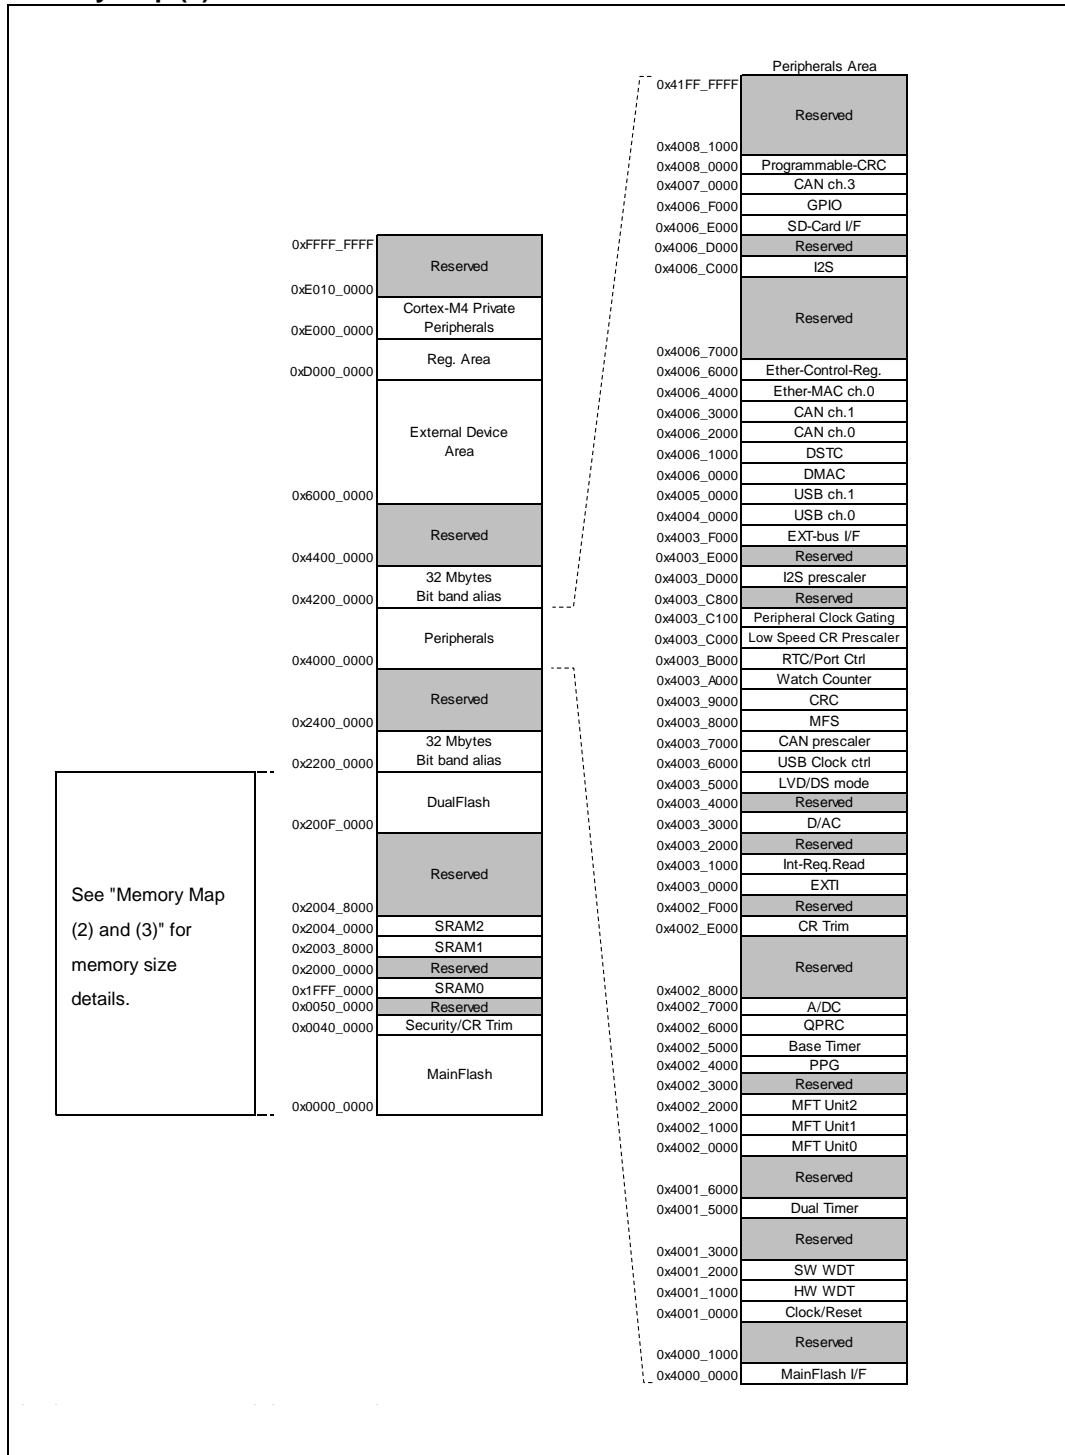 Peripherals Area
0x41FF_FFFF
Reserved
0x4008_1000
0x4008_0000 Programmable-CRC
0x4007_0000 CAN ch.3
0x4006_F000 GPIO
0x4006_E000 SD-Card I/F
0x4006_D000 Reserved
0x4006_C000 I2S
Reserved
0x4006_7000
0x4006_6000 Ether-Control-Reg.
0x4006_4000 Ether-MAC ch.0
0x4006_3000 CAN ch.1
0x4006_2000 CAN ch.0
0x4006_1000 DSTC
0x4006_0000 DMAC
0x4005_0000 USB ch.1
0x4004_0000 USB ch.0
0x4003_F000 EXT-bus I/F
0x4003_E000 Reserved
0x4003_D000 I2S prescaler
0x4003_C800 Reserved
0x4003_C100 Peripheral Clock Gating
0x4003_C000 Low Speed CR Prescaler
0x4003_B000 RTC/Port Ctrl
0x4003_A000 Watch Counter
0x4003_9000 CRC
0x4003_8000 MFS
0x4003_7000 CAN prescaler
0x4003_6000 USB Clock ctrl
0x4003_5000 LVD/DS mode
0x4003_4000 Reserved
0x4003_3000 D/AC
0x4003_2000 Reserved
0x4003_1000 Int-Req.Read
0x4003_0000 EXTI
0x4002_F000 Reserved
0x4002_E000 CR Trim
Reserved
0x4002_8000
0x4002_7000 A/DC
0x4002_6000 QPRC
0x4002_5000 Base Timer
0x4002_4000 PPG
0x4002_3000 Reserved
0x4002_2000 MFT Unit2
0x4002_1000 MFT Unit1
0x4002_0000 MFT Unit0
Reserved
0x4001_6000
0x4001_5000 Dual Timer
Reserved
0x4001_3000
0x4001_2000 SW WDT
0x4001_1000 HW WDT
0x4001_0000 Clock/Reset
Reserved
0x4000_1000
0x4000_0000 MainFlash I/F
0xFFFF_FFFF
Reserved
0xE010_0000
Cortex-M4 Private
0xE000_0000 Peripherals
Reg. Area
0xD000_0000
External Device
Area
0x6000_0000
Reserved
0x4400_0000
32 Mbytes
0x4200_0000 Bit band alias
Peripherals
0x4000_0000
Reserved
0x2400_0000
32 Mbytes
0x2200_0000 Bit band alias
DualFlash
0x200F_0000
Reserved
0x2004_8000
0x2004_0000 SRAM2
0x2003_8000 SRAM1
0x2000_0000 Reserved
0x1FFF_0000 SRAM0
0x0050_0000 Reserved
0x0040_0000 Security/CR Trim
MainFlash
0x0000_0000
See "Memory Map
(2) and (3)" for
memory size
details.